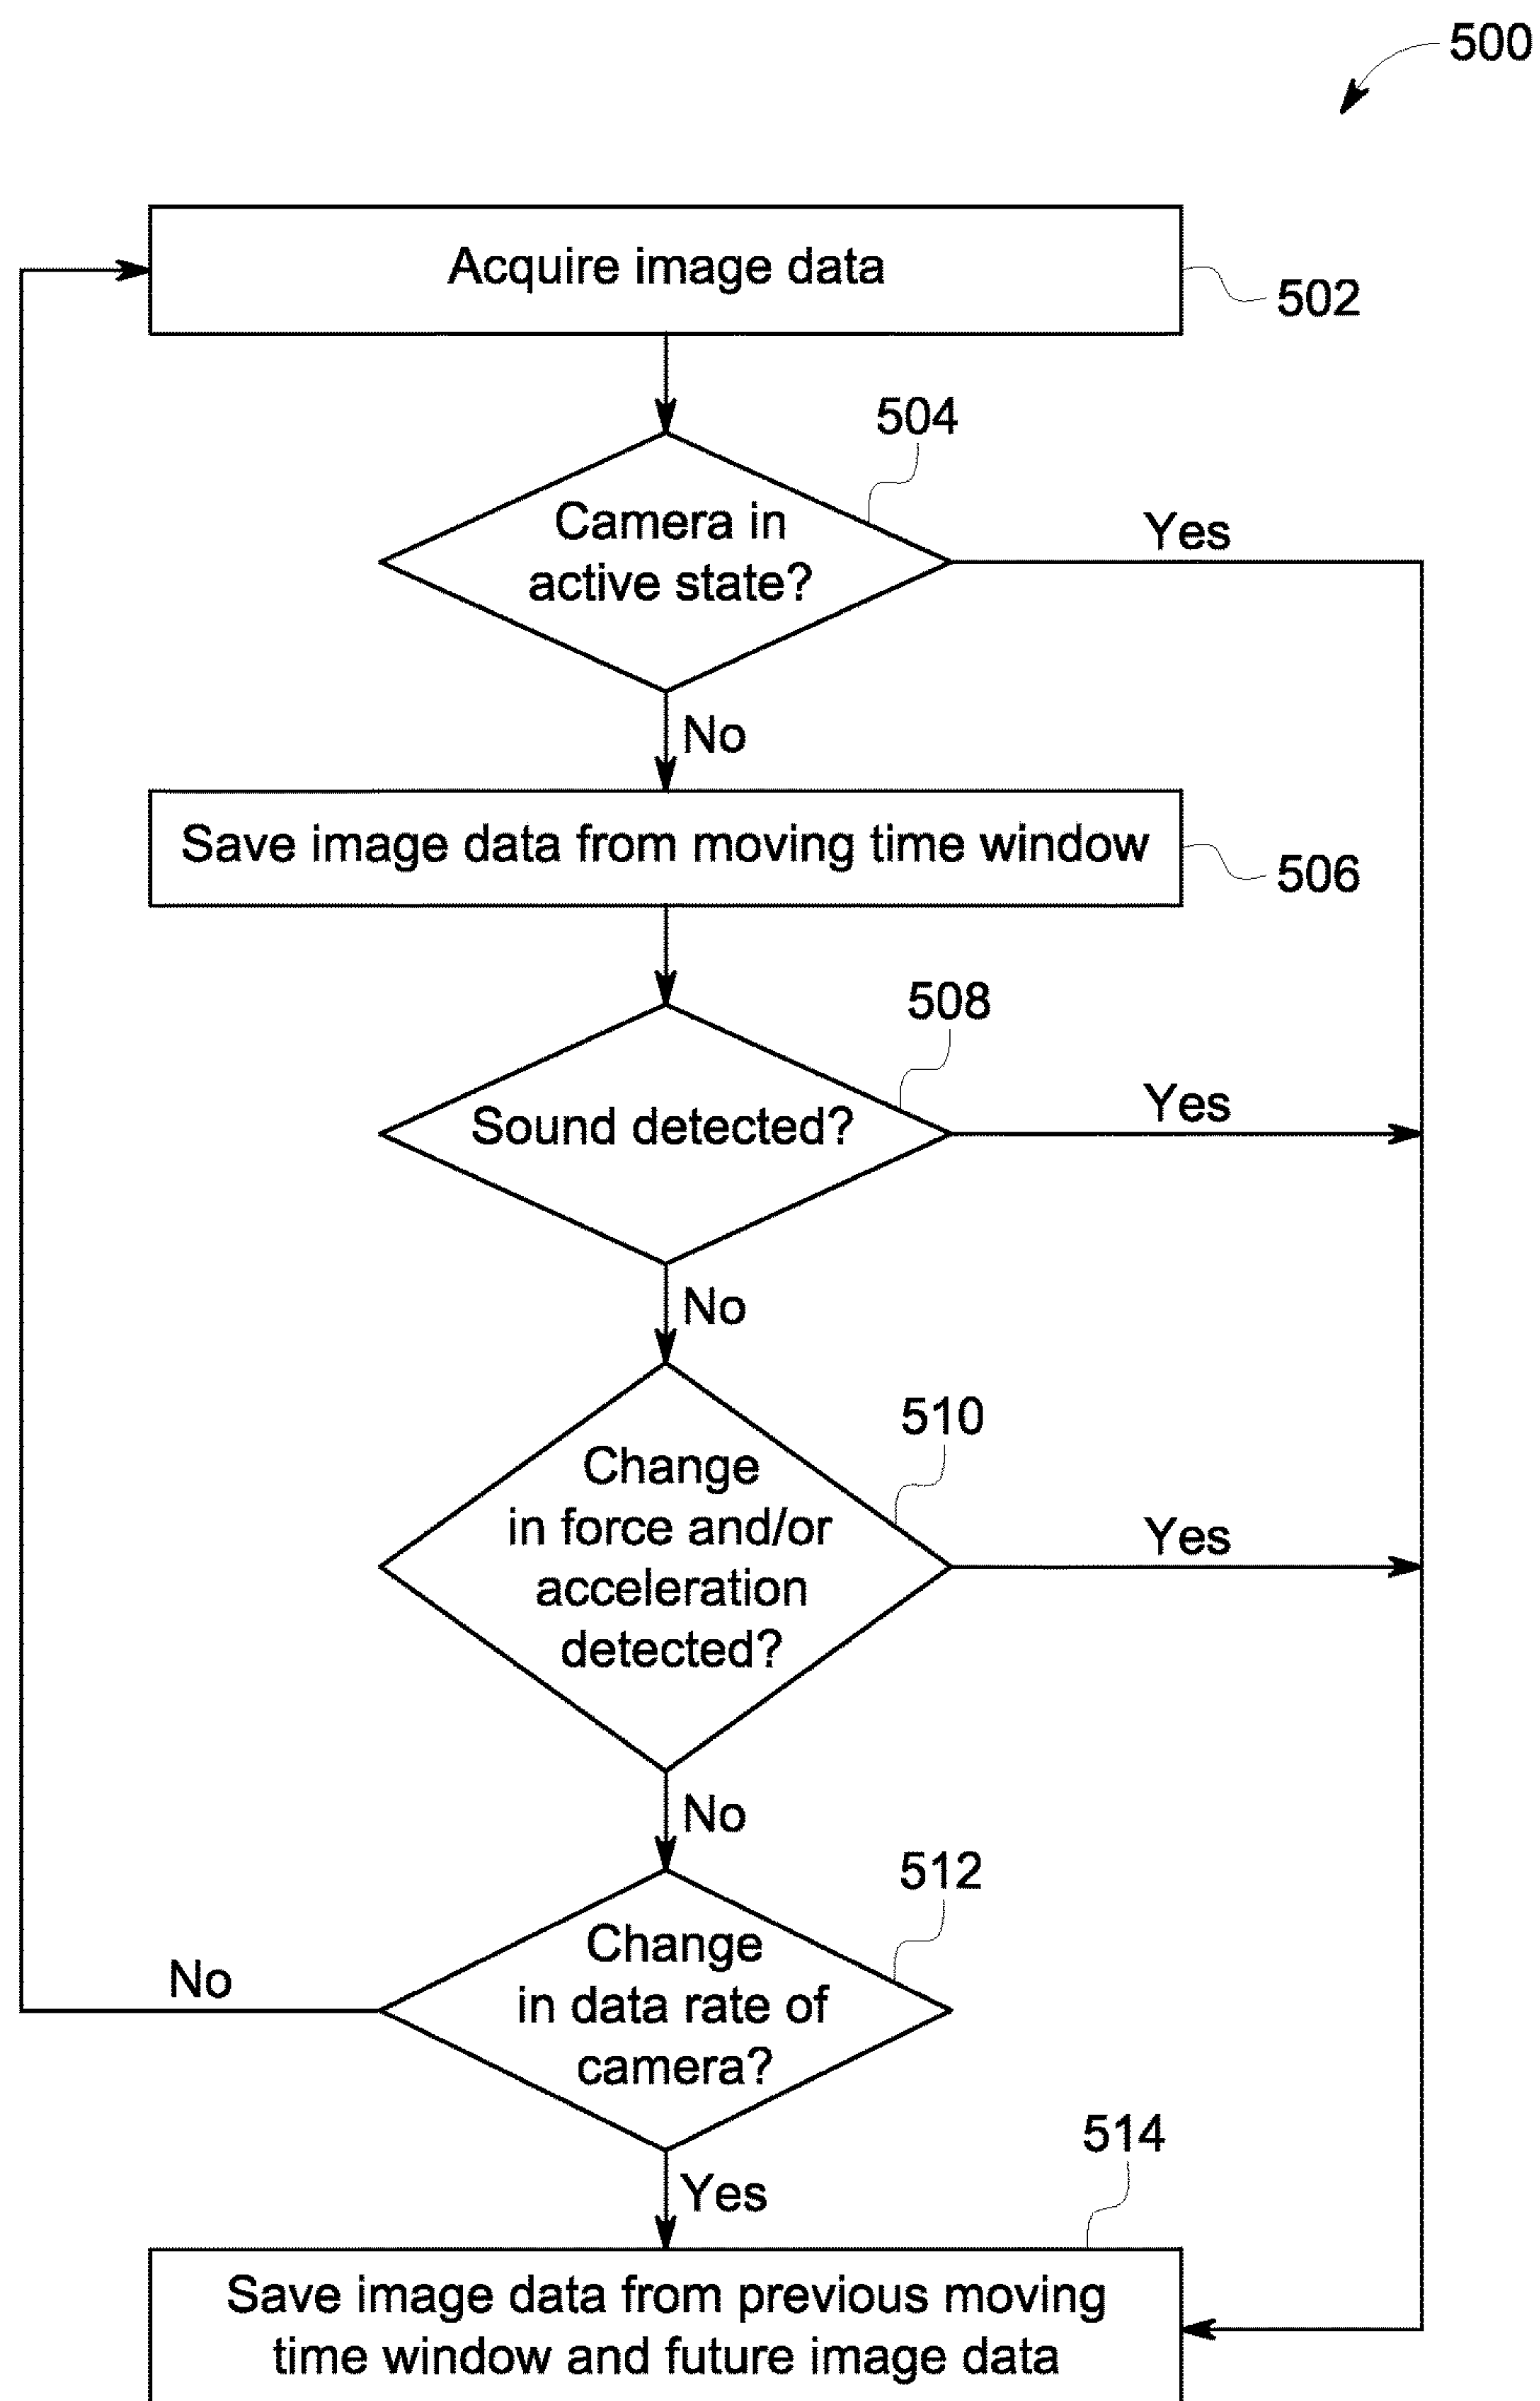 500
Acquire image data
502
504
Camera in
active state?
Yes
No
Save image data from moving time window
506
508
Sound detected?
Yes
No
510
Change
in force and/or
acceleration
detected?
Yes
No
512
Change
in data rate of
camera?
No
Yes
514
Save image data from previous moving
time window and future image data